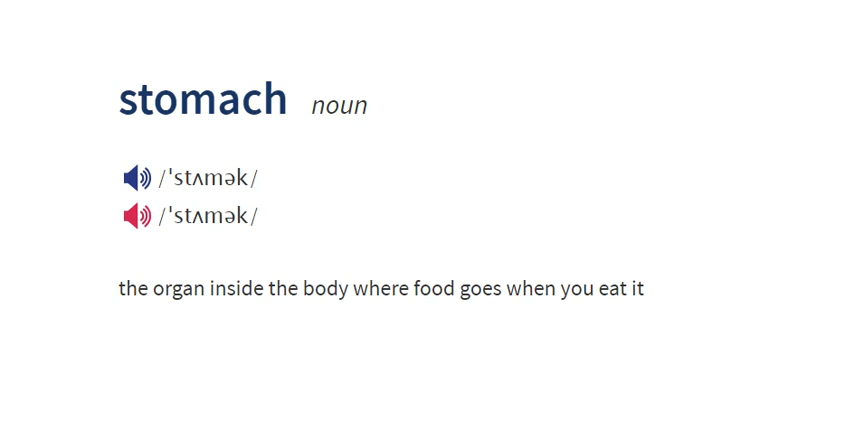 stomach noun
/ˈstʌmək/
/ˈstʌmək/
the organ inside the body where food goes when you eat it